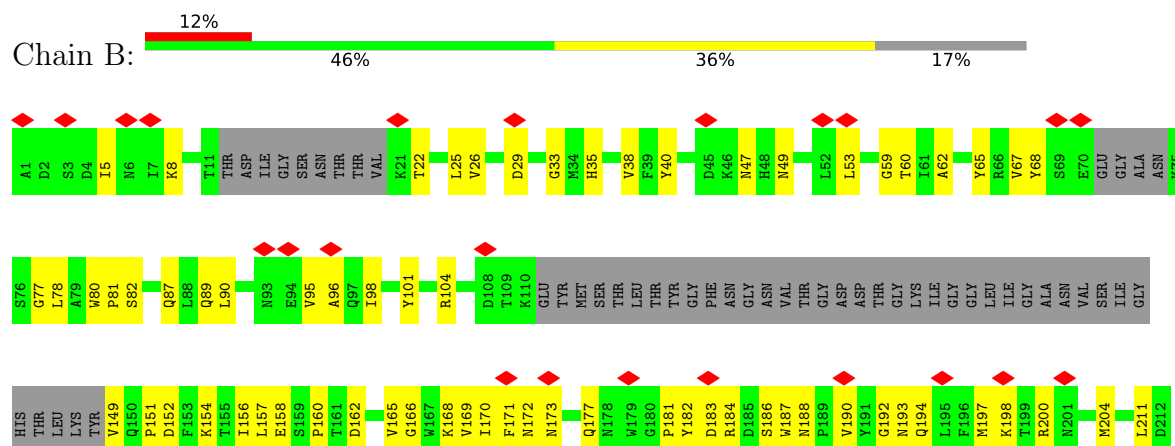 12%
Chain B:
46% 36% 17%
A1 D2 S3 D4 I5 N6 I7 K8 T11 THR ASP ILE GLY SER ASN THR THR VAL K21 T22 L25 V26 D29 G33 M34 H35 V38 F39 Y40 D45 K46 N47 H48 N49 L52 L53 G59 T60 I61 A62 Y65 R66 V67 Y68 S69 E70 GLU GLY ALA ASN K75
S76 G77 L78 A79 W80 P81 S82 Q87 L88 Q89 L90 N93 E94 V95 A96 Q97 I98 Y101 R104 D108 T109 K110 GLU TYR MET SER THR LEU THR TYR GLY PHE ASN GLY ASN VAL THR GLY ASP ASP THR GLY LYS ILE GLY GLY LEU ILE GLY ALA ASN VAL SER ILE GLY
HIS THR LEU LYS TYR V149 Q150 P151 D152 F153 K154 T155 I156 L157 E158 S159 P160 T161 D162 V165 G166 W167 K168 V169 I170 F171 N172 N173 Q177 N178 W179 G180 P181 Y182 D183 R184 D185 S186 W187 N188 P189 V190 Y191 G192 N193 Q194 L195 F196 M197 K198 T199 R200 N201 M204 L211 D212